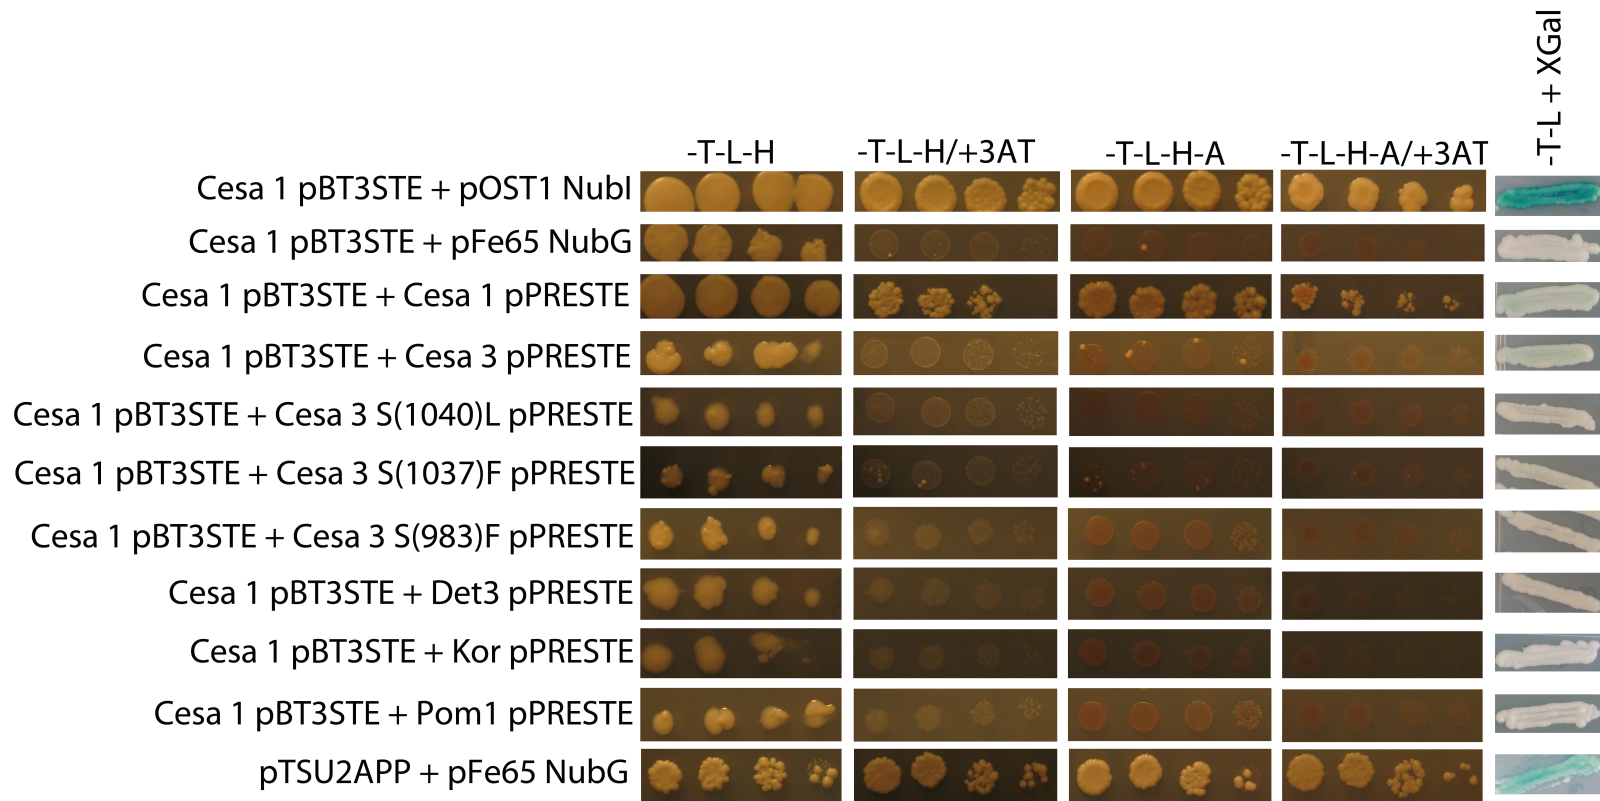 -T-L + XGal
-T-L-H
-T-L-H/+3AT
-T-L-H-A
-T-L-H-A/+3AT
Cesa 1 pBT3STE + pOST1 NubI
Cesa 1 pBT3STE + pFe65 NubG
Cesa 1 pBT3STE + Cesa 1 pPRESTE
Cesa 1 pBT3STE + Cesa 3 pPRESTE
Cesa 1 pBT3STE + Cesa 3 S(1040)L pPRESTE
Cesa 1 pBT3STE + Cesa 3 S(1037)F pPRESTE
Cesa 1 pBT3STE + Cesa 3 S(983)F pPRESTE
Cesa 1 pBT3STE + Det3 pPRESTE
Cesa 1 pBT3STE + Kor pPRESTE
Cesa 1 pBT3STE + Pom1 pPRESTE
pTSU2APP + pFe65 NubG